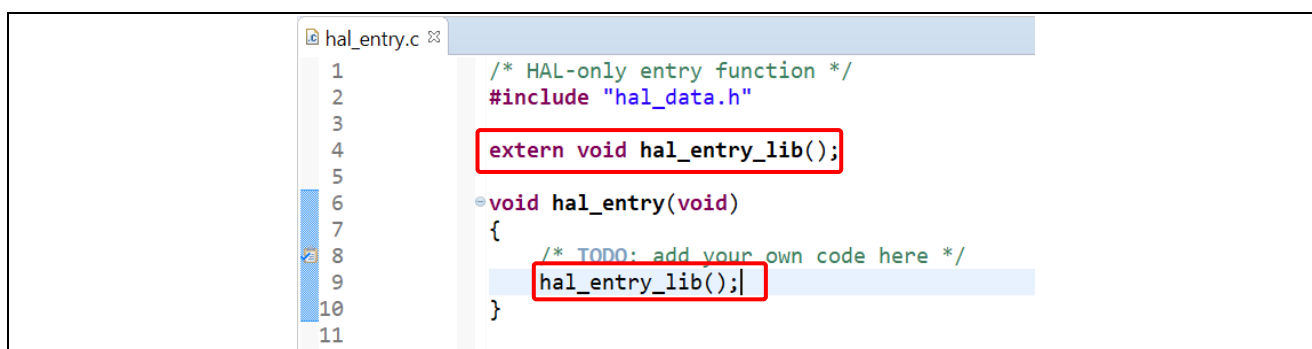 hal_entry.c
1 /* HAL-only entry function */
2 #include "hal_data.h"
3
4 extern void hal_entry_lib();
5
6 void hal_entry(void)
7 {
8 /* TODO: add your own code here */
9 hal_entry_lib();
10 }
11